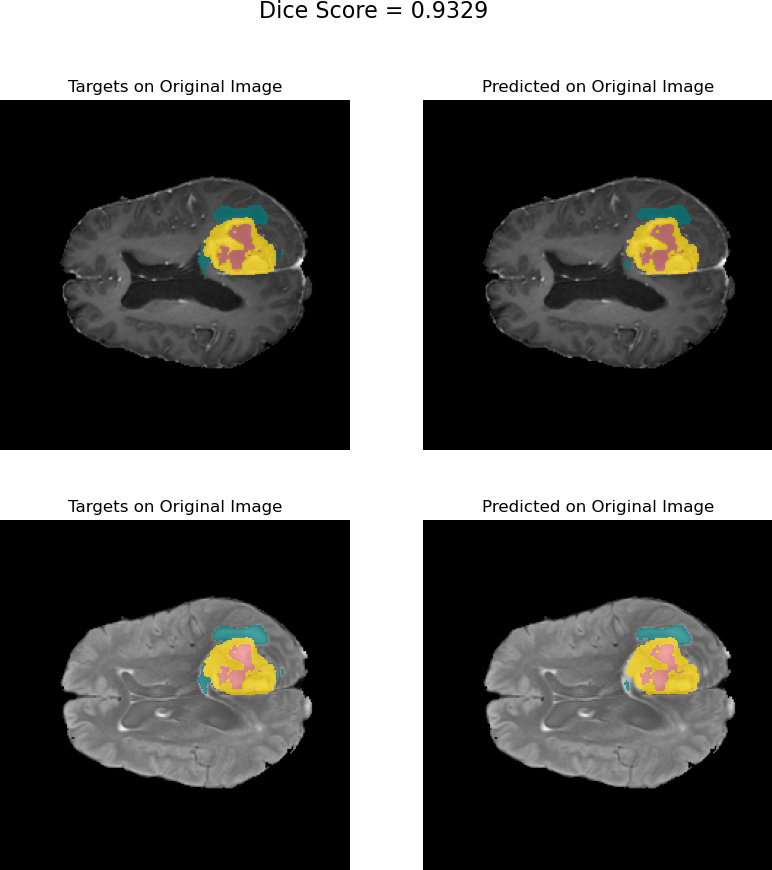 Dice Score = 0.9329
Targets on Original Image
Predicted on Original Image
Targets on Original Image
Predicted on Original Image